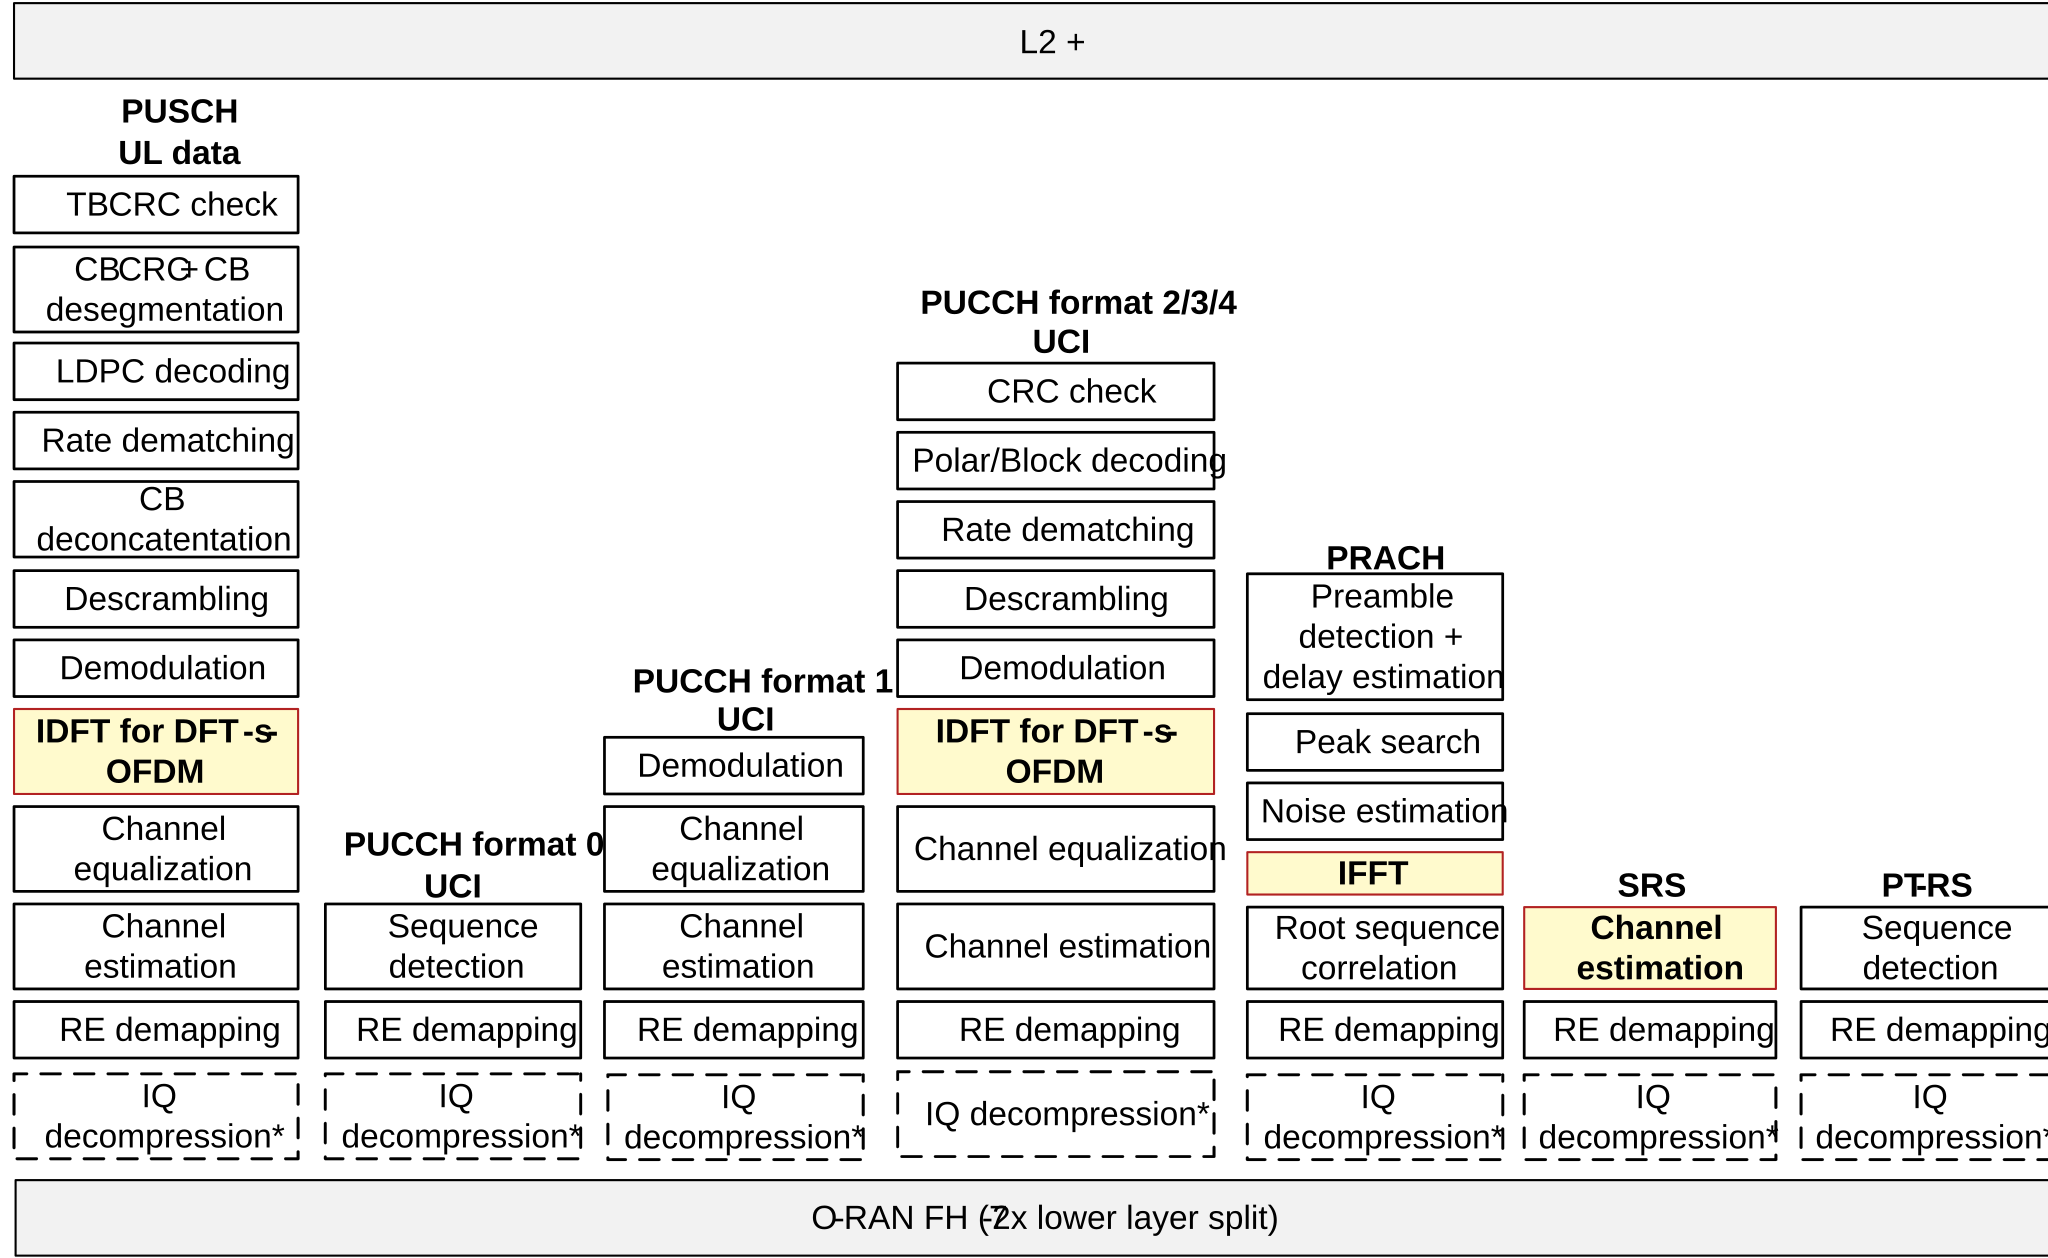 L2 +
PUSCH
UL data
TBCRC check
CBCRC+ CB
desegmentation
LDPC decoding
Rate dematching
CB
deconcatentation
Descrambling
Demodulation
IDFT for DFT-s-
OFDM
Channel
equalization
Channel
estimation
RE demapping
IQ
decompression*
PUCCH format 0
UCI
Sequence
detection
RE demapping
IQ
decompression*
PUCCH format 1
UCI
Demodulation
Channel
equalization
Channel
estimation
RE demapping
IQ
decompression*
PUCCH format 2/3/4
UCI
CRC check
Polar/Block decoding
Rate dematching
Descrambling
Demodulation
IDFT for DFT-s-
OFDM
Channel equalization
Channel estimation
RE demapping
IQ decompression*
PRACH
Preamble
detection +
delay estimation
Peak search
Noise estimation
IFFT
Root sequence
correlation
RE demapping
IQ
decompression*
SRS
Channel
estimation
RE demapping
IQ
decompression*
PT-RS
Sequence
detection
RE demapping
IQ
decompression*
O-RAN FH (7-2x lower layer split)